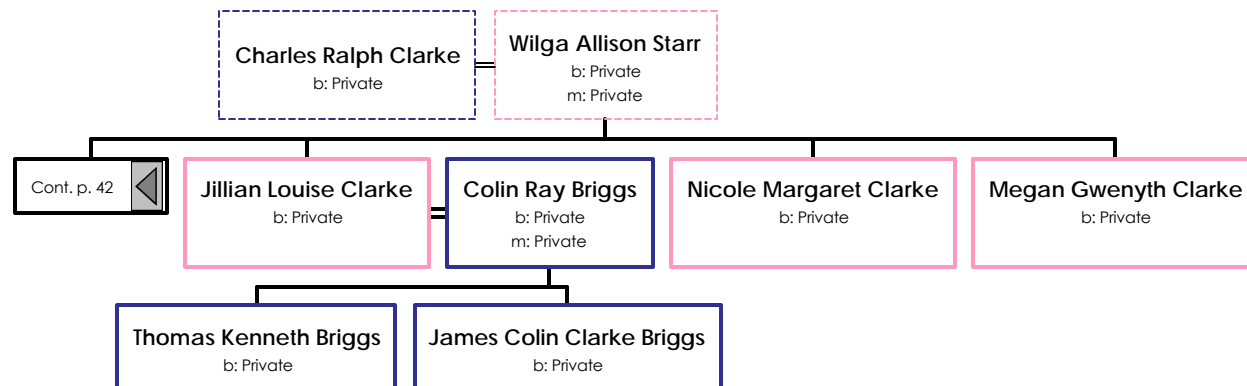 Charles Ralph Clarke
b: Private
Wilga Allison Starr
b: Private
m: Private
Cont. p. 42
Jillian Louise Clarke
b: Private
Colin Ray Briggs
b: Private
m: Private
Nicole Margaret Clarke
b: Private
Megan Gwenyth Clarke
b: Private
Thomas Kenneth Briggs
b: Private
James Colin Clarke Briggs
b: Private